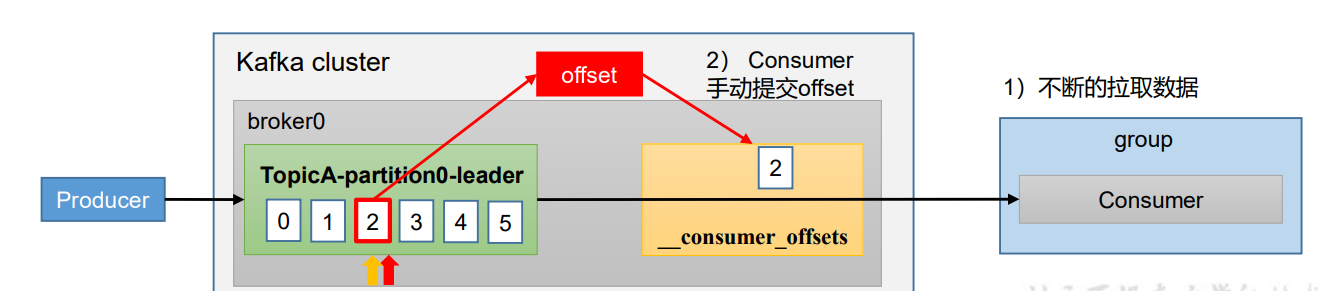 Kafka cluster
offset
2） Consumer
手动提交offset
1）不断的拉取数据
broker0
group
TopicA-partition0-leader
2
Producer
Consumer
0 1 2 3 4 5
__consumer_offsets